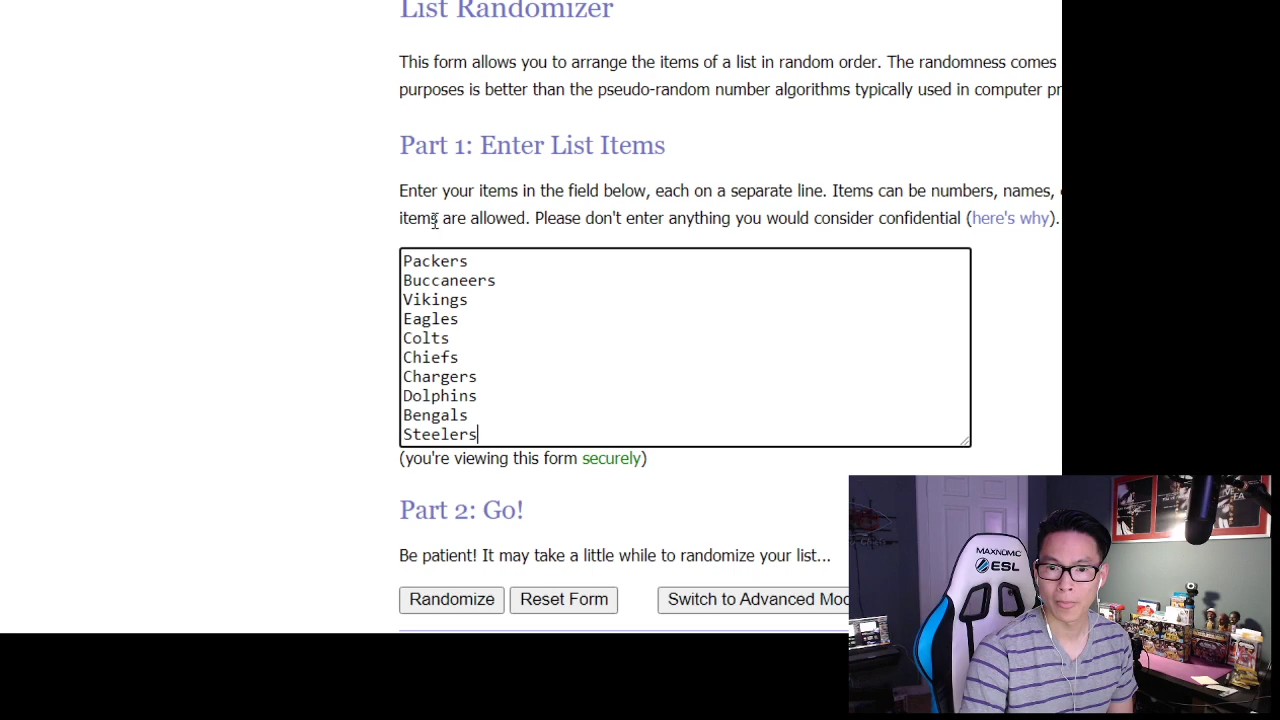 List Randomizer
This form allows you to arrange the items of a list in random order. The randomness comes
purposes is better than the pseudo-random number algorithms typically used in computer pr
Part 1: Enter List Items
Enter your items in the field below, each on a separate line. Items can be numbers, names,
items are allowed. Please don't enter anything you would consider confidential (here's why).
Packers
Buccaneers
Vikings
Eagles
Colts
Chiefs
Chargers
Dolphins
Bengals
Steelers
(you're viewing this form securely)
Part 2: Go!
Be patient! It may take a little while to randomize your list...
Randomize Reset Form Switch to Advanced Mod
MAXNOMIC
ESL